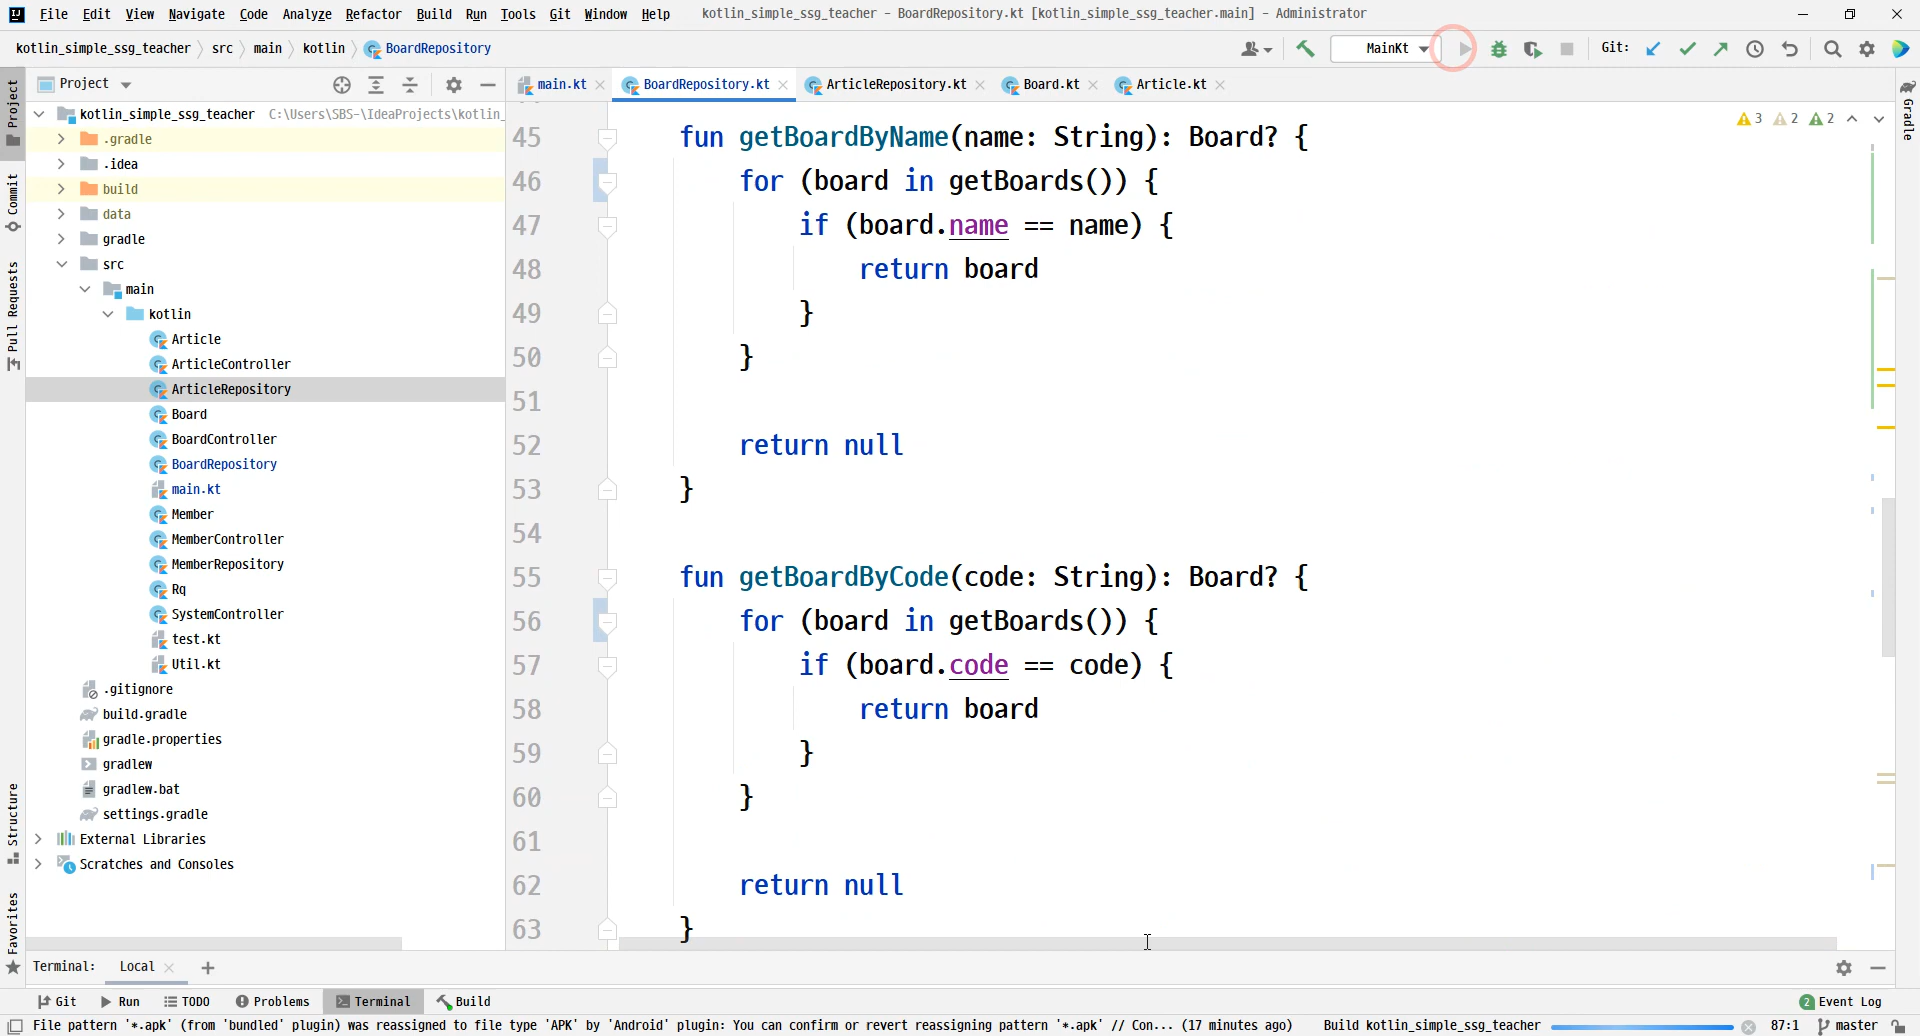 File Edit View Navigate Code Analyze Refactor Build Run Tools Git Window Help kotlin_simple_ssg_teacher - BoardRepository.kt [kotlin_simple_ssg_teacher.main] - Administrator
kotlin_simple_ssg_teacher src main kotlin BoardRepository MainKt Git:
Project main.kt BoardRepository.kt ArticleRepository.kt Board.kt Article.kt
kotlin_simple_ssg_teacher C:\Users\SBS-\IdeaProjects\kotlin_
.gradle
.idea
build
data
gradle
src
main
kotlin
Article
ArticleController
ArticleRepository
Board
BoardController
BoardRepository
main.kt
Member
MemberController
MemberRepository
Rq
SystemController
test.kt
Util.kt
.gitignore
build.gradle
gradle.properties
gradlew
gradlew.bat
settings.gradle
External Libraries
Scratches and Consoles
3 2 2
45 fun getBoardByName(name: String): Board? {
46 for (board in getBoards()) {
47 if (board.name == name) {
48 return board
49 }
50 }
51
52 return null
53 }
54
55 fun getBoardByCode(code: String): Board? {
56 for (board in getBoards()) {
57 if (board.code == code) {
58 return board
59 }
60 }
61
62 return null
63 }
Project
Commit
Pull Requests
Structure
Favorites
Gradle
Terminal: Local
Git Run TODO Problems Terminal Build 2 Event Log
File pattern '*.apk' (from 'bundled' plugin) was reassigned to file type 'APK' by 'Android' plugin: You can confirm or revert reassigning pattern '*.apk' // Con... (17 minutes ago) Build kotlin_simple_ssg_teacher 87:1 master